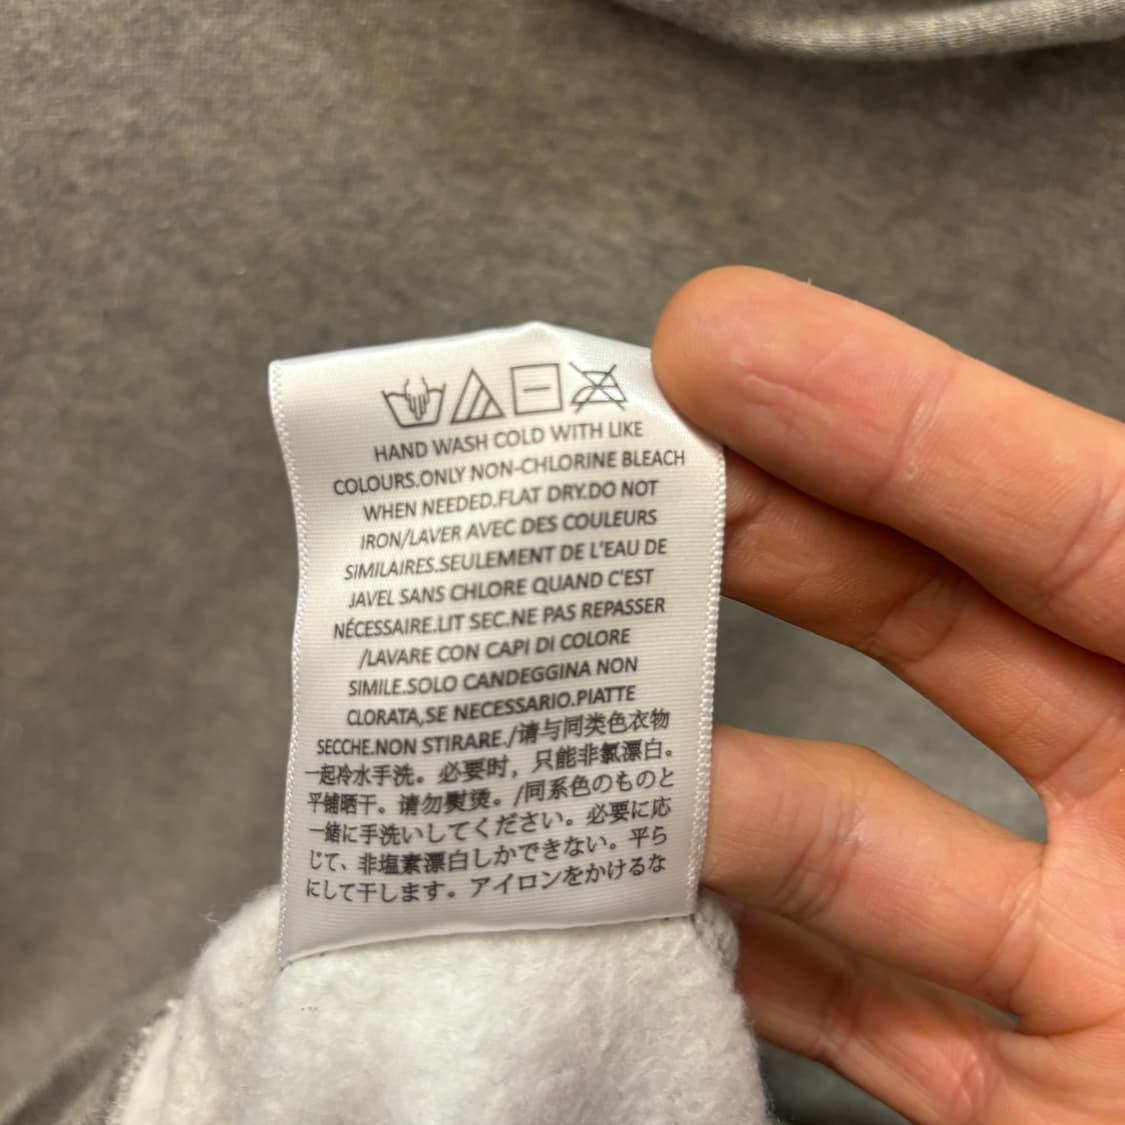 HAND WASH COLD WITH LIKE
COLOURS.ONLY NON-CHLORINE BLEACH
WHEN NEEDED.FLAT DRY.DO NOT
IRON/LAVER AVEC DES COULEURS
SIMILAIRES.SEULEMENT DE L'EAU DE
JAVEL SANS CHLORE QUAND C'EST
NÉCESSAIRE.LIT SEC.NE PAS REPASSER
/LAVARE CON CAPI DI COLORE
SIMILE.SOLO CANDEGGINA NON
CLORATA,SE NECESSARIO.PIATTE
SECCHE.NON STIRARE./请与同类色衣物
一起冷水手洗。必要时，只能非氯漂白。
平铺晒干。请勿熨烫。/同系色のものと
一緒に手洗いしてください。必要に応
じて、非塩素漂白しかできない。平ら
にして干します。アイロンをかけるな